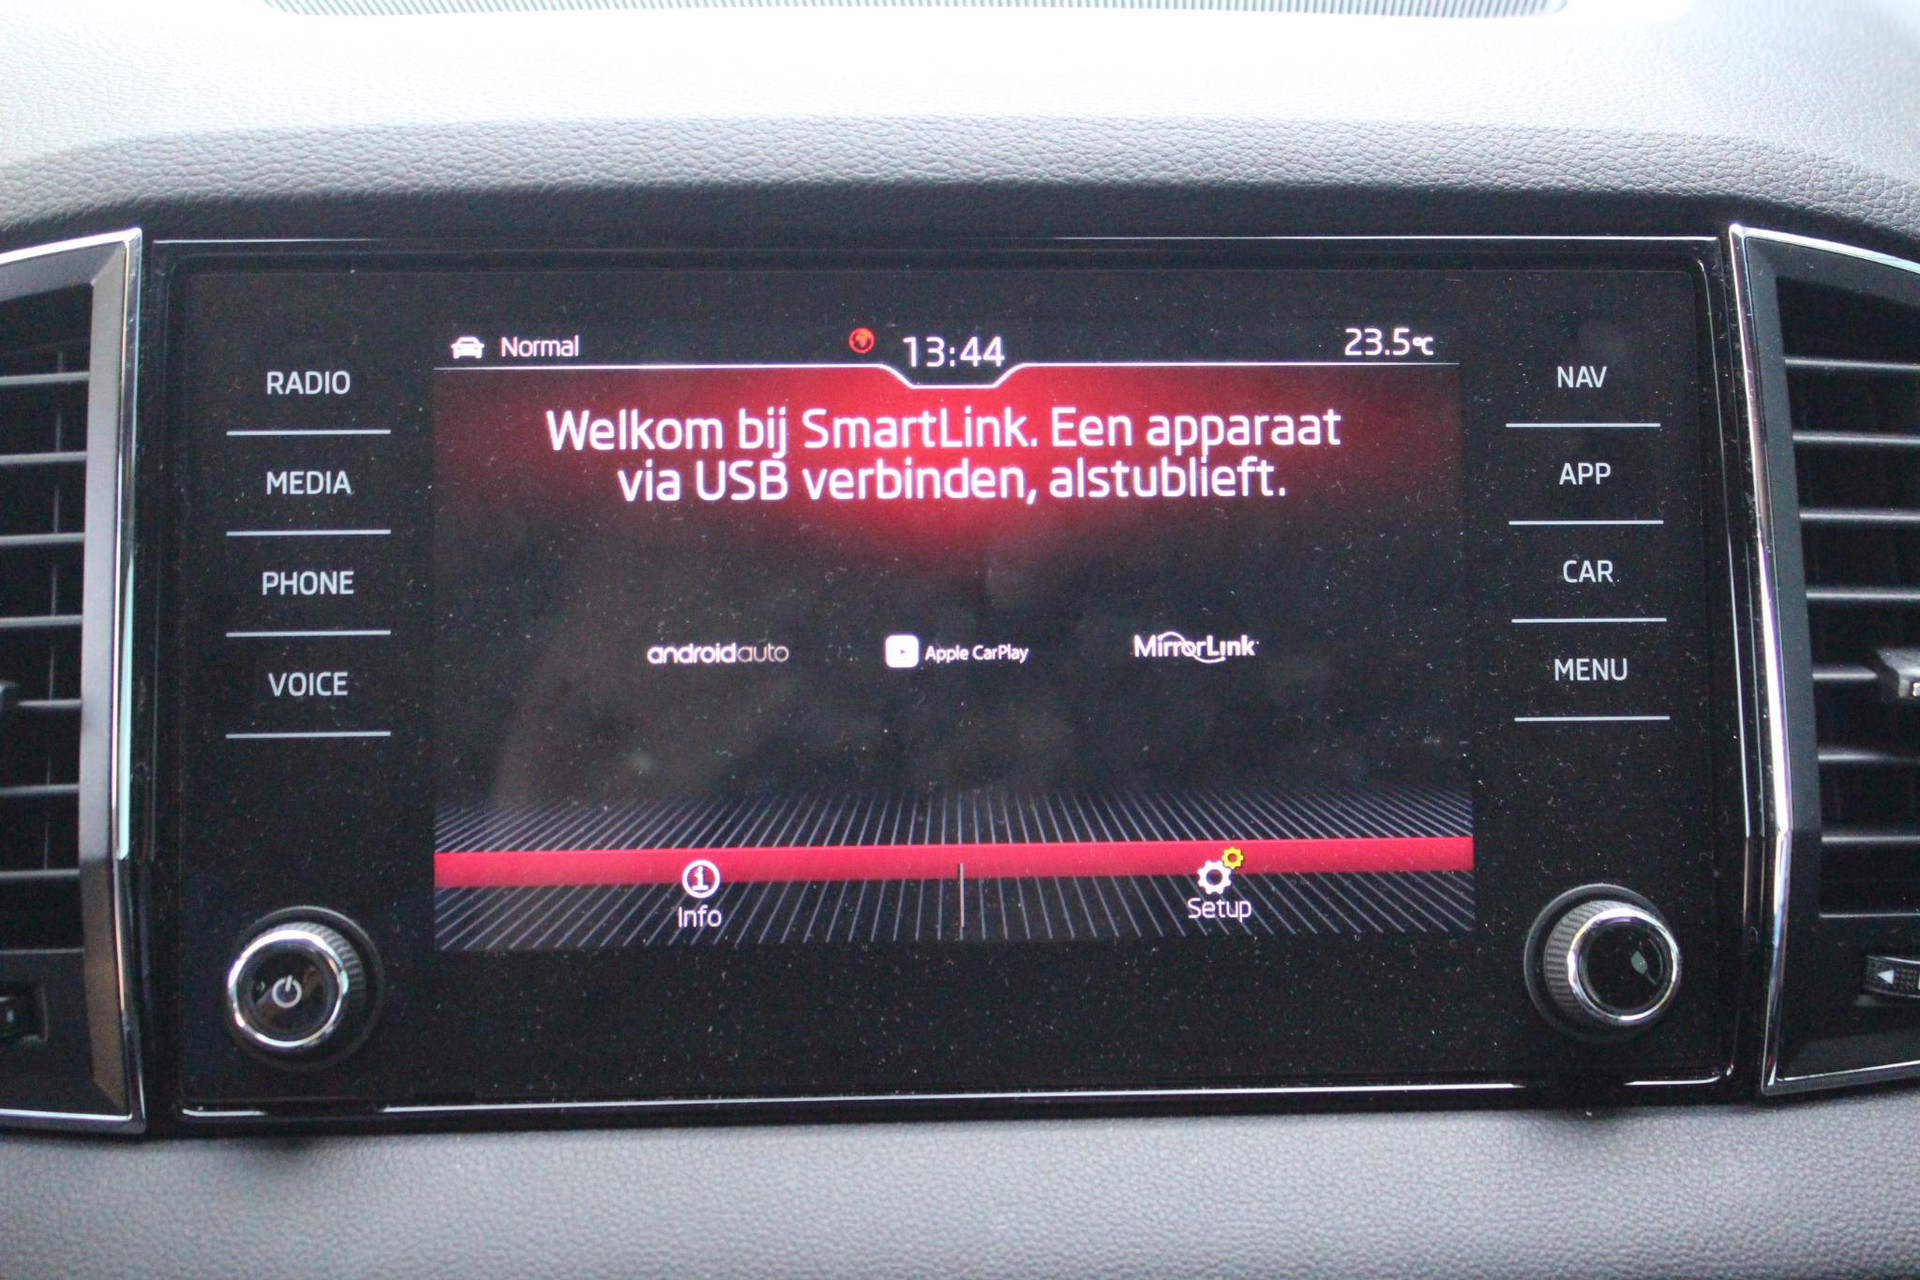 Normal
13:44
23.5°C
RADIO
MEDIA
PHONE
VOICE
Welkom bij SmartLink. Een apparaat
via USB verbinden, alstublieft.
androidauto
Apple CarPlay
MirrorLink
Info
Setup
NAV
APP
CAR
MENU